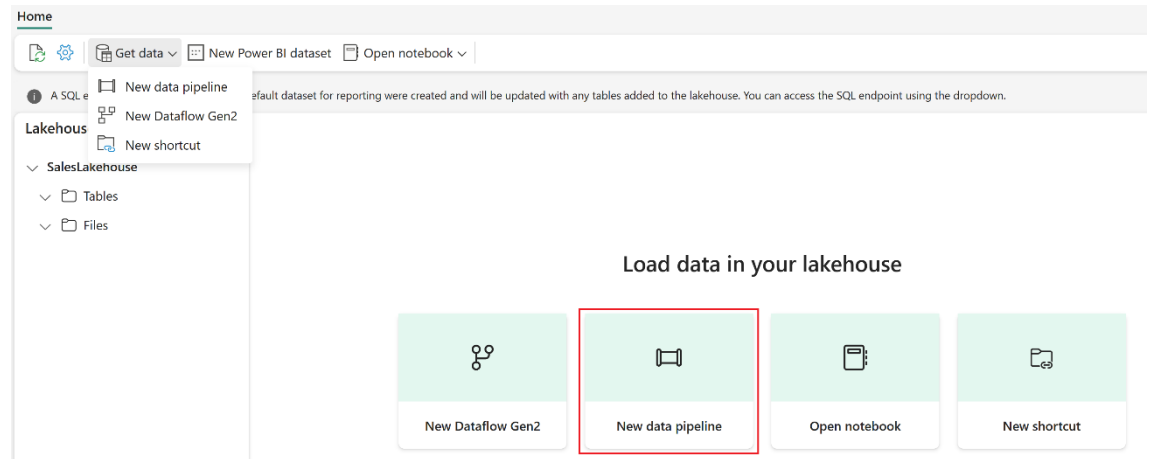 Home
Get data New Power BI dataset Open notebook
New data pipeline
A SQL e fault dataset for reporting were created and will be updated with any tables added to the lakehouse. You can access the SQL endpoint using the dropdown.
New Dataflow Gen2
Lakehous
New shortcut
SalesLakehouse
Tables
Files
Load data in your lakehouse
New Dataflow Gen2 New data pipeline Open notebook New shortcut